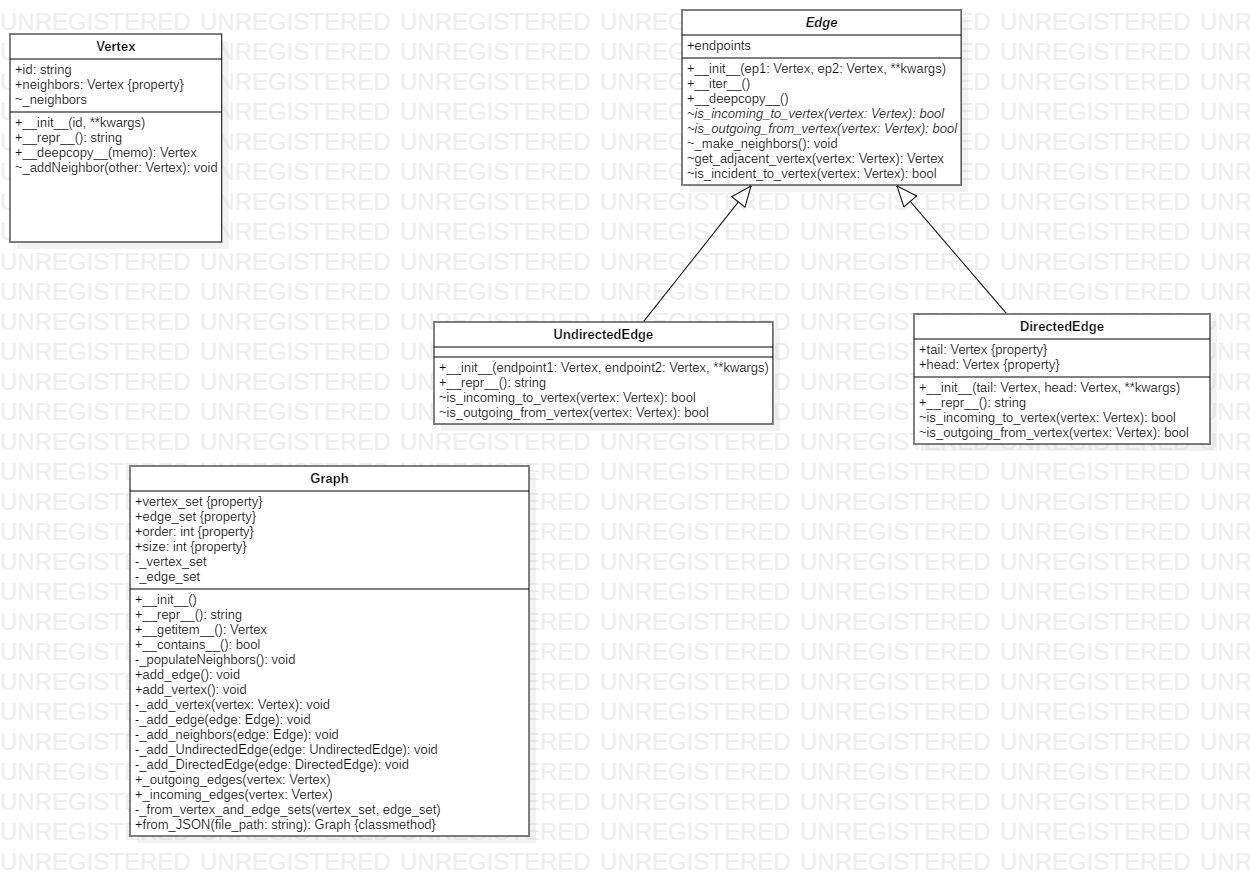 Vertex
+id: string
+neighbors: Vertex {property}
~_neighbors
+__init__(id, **kwargs)
+__repr__(): string
+__deepcopy__(memo): Vertex
~_addNeighbor(other: Vertex): void
Edge
+endpoints
+__init__(ep1: Vertex, ep2: Vertex, **kwargs)
+__iter__()
+__deepcopy__()
~is_incoming_to_vertex(vertex: Vertex): bool
~is_outgoing_from_vertex(vertex: Vertex): bool
~_make_neighbors(): void
~get_adjacent_vertex(vertex: Vertex): Vertex
~is_incident_to_vertex(vertex: Vertex): bool
UndirectedEdge
+__init__(endpoint1: Vertex, endpoint2: Vertex, **kwargs)
+__repr__(): string
~is_incoming_to_vertex(vertex: Vertex): bool
~is_outgoing_from_vertex(vertex: Vertex): bool
DirectedEdge
+tail: Vertex {property}
+head: Vertex {property}
+__init__(tail: Vertex, head: Vertex, **kwargs)
+__repr__(): string
~is_incoming_to_vertex(vertex: Vertex): bool
~is_outgoing_from_vertex(vertex: Vertex): bool
Graph
+vertex_set {property}
+edge_set {property}
+order: int {property}
+size: int {property}
-_vertex_set
-_edge_set
+__init__()
+__repr__(): string
+__getitem__(): Vertex
+__contains__(): bool
-_populateNeighbors(): void
+add_edge(): void
+add_vertex(): void
-_add_vertex(vertex: Vertex): void
-_add_edge(edge: Edge): void
-_add_neighbors(edge: Edge): void
-_add_UndirectedEdge(edge: UndirectedEdge): void
-_add_DirectedEdge(edge: DirectedEdge): void
+_outgoing_edges(vertex: Vertex)
+_incoming_edges(vertex: Vertex)
-_from_vertex_and_edge_sets(vertex_set, edge_set)
+from_JSON(file_path: string): Graph {classmethod}
UNREGISTERED UNREGISTERED UNREGISTERED UNREGISTERED UNREGISTERED UNREGISTERED